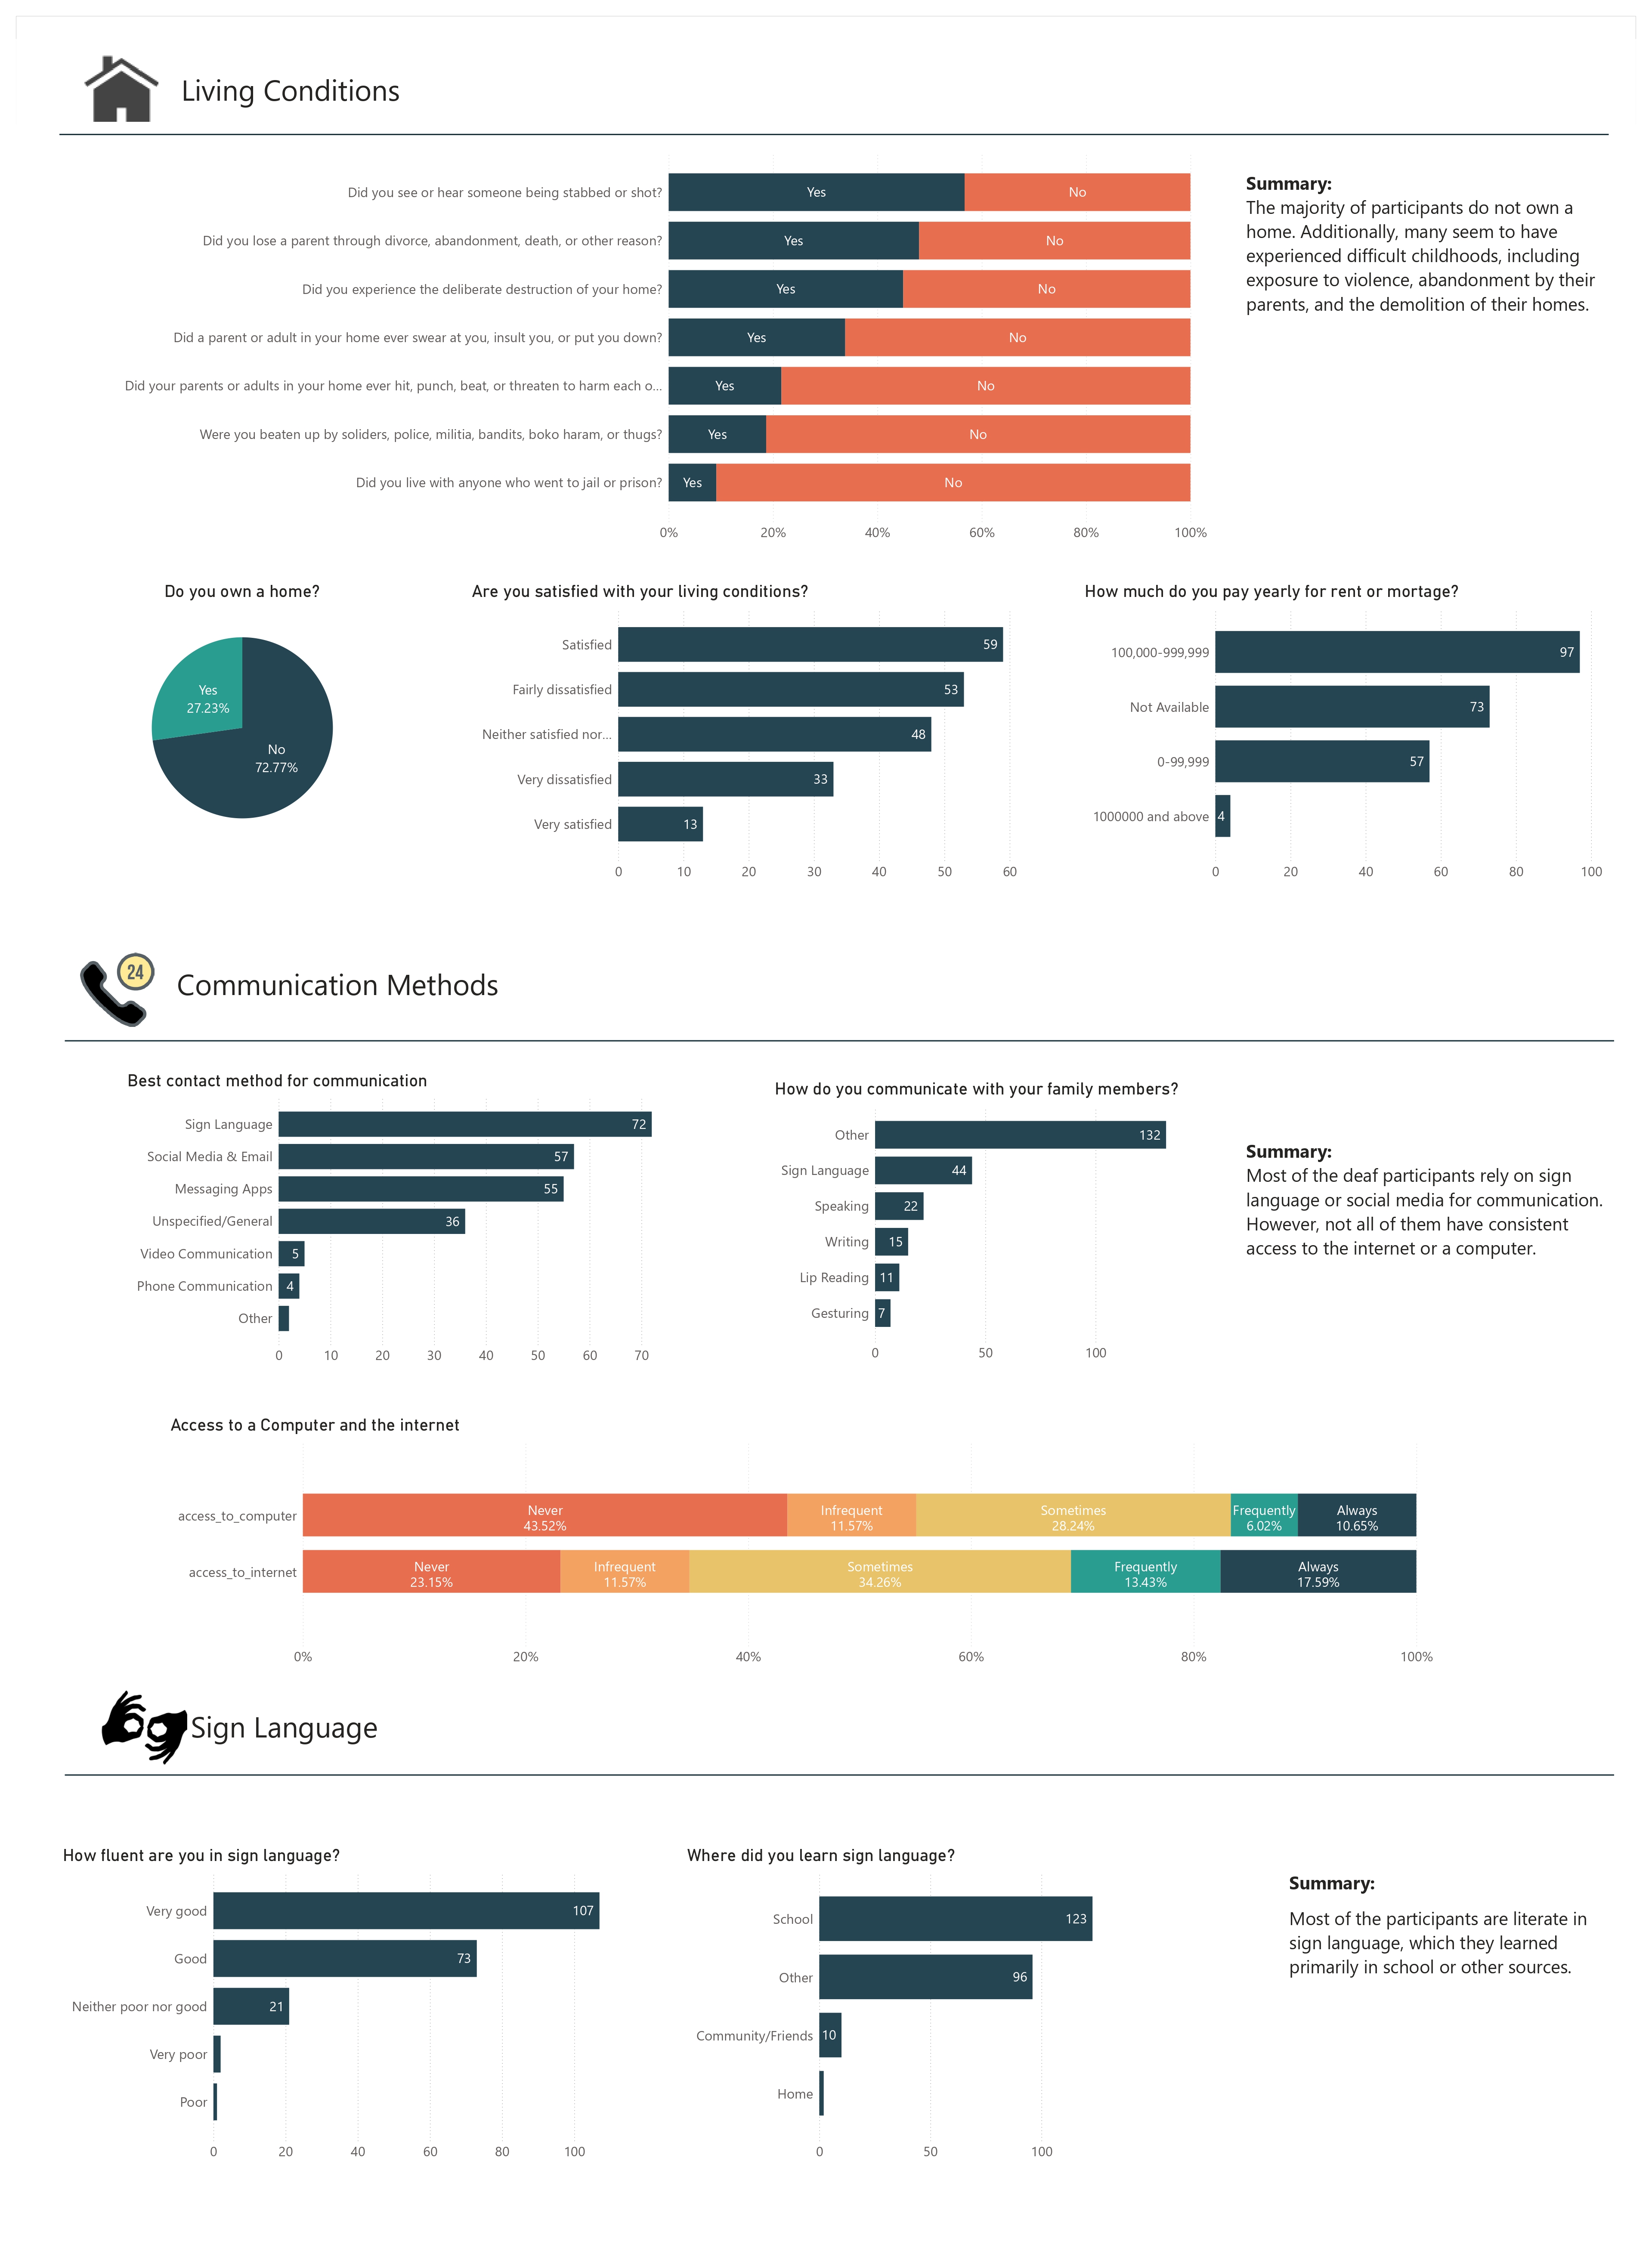 Living Conditions
Did you see or hear someone being stabbed or shot?
Yes
No
Did you lose a parent through divorce, abandonment, death, or other reason?
Yes
No
Did you experience the deliberate destruction of your home?
Yes
No
Did a parent or adult in your home ever swear at you, insult you, or put you down?
Yes
No
Did your parents or adults in your home ever hit, punch, beat, or threaten to harm each o...
Yes
No
Were you beaten up by soliders, police, militia, bandits, boko haram, or thugs?
Yes
No
Did you live with anyone who went to jail or prison?
Yes
No
0% 20% 40% 60% 80% 100%
Summary:
The majority of participants do not own a
home. Additionally, many seem to have
experienced difficult childhoods, including
exposure to violence, abandonment by their
parents, and the demolition of their homes.
Do you own a home?
Yes
27.23%
No
72.77%
Are you satisfied with your living conditions?
Satisfied 59
Fairly dissatisfied 53
Neither satisfied nor... 48
Very dissatisfied 33
Very satisfied 13
0 10 20 30 40 50 60
How much do you pay yearly for rent or mortage?
100,000-999,999 97
Not Available 73
0-99,999 57
1000000 and above 4
0 20 40 60 80 100
24
Communication Methods
Best contact method for communication
Sign Language 72
Social Media & Email 57
Messaging Apps 55
Unspecified/General 36
Video Communication 5
Phone Communication 4
Other
0 10 20 30 40 50 60 70
How do you communicate with your family members?
Other 132
Sign Language 44
Speaking 22
Writing 15
Lip Reading 11
Gesturing 7
0 50 100
Summary:
Most of the deaf participants rely on sign
language or social media for communication.
However, not all of them have consistent
access to the internet or a computer.
Access to a Computer and the internet
access_to_computer
Never Infrequent Sometimes Frequently Always
43.52% 11.57% 28.24% 6.02% 10.65%
access_to_internet
Never Infrequent Sometimes Frequently Always
23.15% 11.57% 34.26% 13.43% 17.59%
0% 20% 40% 60% 80% 100%
Sign Language
How fluent are you in sign language?
Very good 107
Good 73
Neither poor nor good 21
Very poor
Poor
0 20 40 60 80 100
Where did you learn sign language?
School 123
Other 96
Community/Friends 10
Home
0 50 100
Summary:
Most of the participants are literate in
sign language, which they learned
primarily in school or other sources.